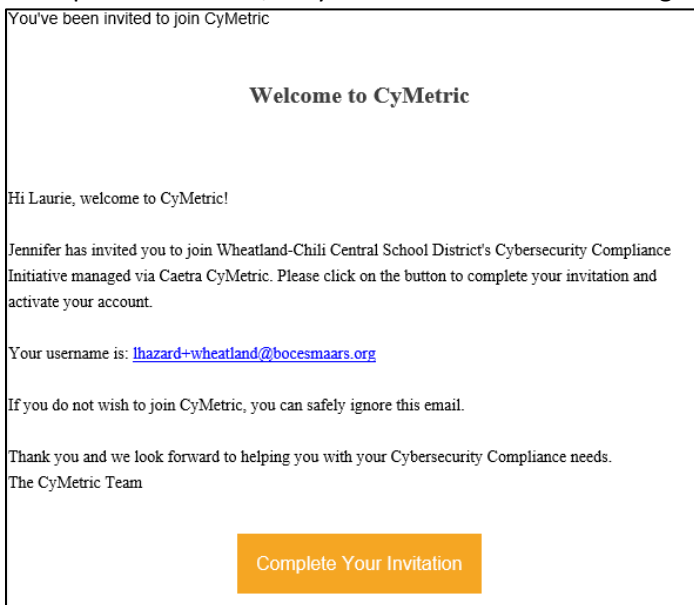 You've been invited to join CyMetric
Welcome to CyMetric
Hi Laurie, welcome to CyMetric!
Jennifer has invited you to join Wheatland-Chili Central School District's Cybersecurity Compliance
Initiative managed via Caetra CyMetric. Please click on the button to complete your invitation and
activate your account.
Your username is: lhazard+wheatland@bocesmaars.org
If you do not wish to join CyMetric, you can safely ignore this email.
Thank you and we look forward to helping you with your Cybersecurity Compliance needs.
The CyMetric Team
Complete Your Invitation